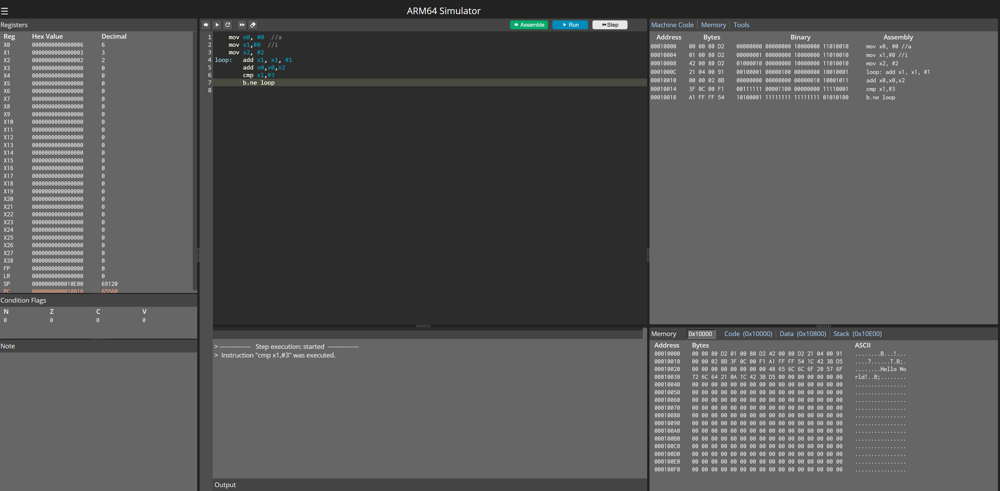 ARM64 Simulator
Registers
Reg Hex Value Decimal
X0 0000000000000006 6
X1 0000000000000003 3
X2 0000000000000002 2
X3 0000000000000000 0
X4 0000000000000000 0
X5 0000000000000000 0
X6 0000000000000000 0
X7 0000000000000000 0
X8 0000000000000000 0
X9 0000000000000000 0
X10 0000000000000000 0
X11 0000000000000000 0
X12 0000000000000000 0
X13 0000000000000000 0
X14 0000000000000000 0
X15 0000000000000000 0
X16 0000000000000000 0
X17 0000000000000000 0
X18 0000000000000000 0
X19 0000000000000000 0
X20 0000000000000000 0
X21 0000000000000000 0
X22 0000000000000000 0
X23 0000000000000000 0
X24 0000000000000000 0
X25 0000000000000000 0
X26 0000000000000000 0
X27 0000000000000000 0
X28 0000000000000000 0
FP 0000000000000000 0
LR 0000000000000000 0
SP 0000000000010E00 69120
PC 0000000000010018 65560
Condition Flags
N Z C V
0 0 0 0
Note
Assemble Run Step
1 mov x0, #0 //a
2 mov x1,#0 //i
3 mov x2, #2
4 loop: add x1, x1, #1
5 add x0,x0,x2
6 cmp x1,#3
7 b.ne loop
8
> --------------- Step execution: started ---------------
> Instruction "cmp x1,#3" was executed.
Output
Machine Code Memory Tools
Address Bytes Binary Assembly
00010000 00 00 80 D2 00000000 00000000 10000000 11010010 mov x0, #0 //a
00010004 01 00 80 D2 00000001 00000000 10000000 11010010 mov x1,#0 //i
00010008 42 00 80 D2 01000010 00000000 10000000 11010010 mov x2, #2
0001000C 21 04 00 91 00100001 00000100 00000000 10010001 loop: add x1, x1, #1
00010010 00 00 02 8B 00000000 00000000 00000010 10001011 add x0,x0,x2
00010014 3F 0C 00 F1 00111111 00001100 00000000 11110001 cmp x1,#3
00010018 A1 FF FF 54 10100001 11111111 11111111 01010100 b.ne loop
Memory 0x10000 Code (0x10000) Data (0x10800) Stack (0x10E00)
Address Bytes ASCII
00010000 00 00 80 D2 01 00 80 D2 42 00 80 D2 21 04 00 91 ........B...!...
00010010 00 00 02 8B 3F 0C 00 F1 A1 FF FF 54 1C 42 3B D5 ....?......T.B;.
00010020 00 00 00 00 00 00 00 00 48 65 6C 6C 6F 20 57 6F ........Hello Wo
00010030 72 6C 64 21 0A 1C 42 3B D5 00 00 00 00 00 00 00 rld!..B;........
00010040 00 00 00 00 00 00 00 00 00 00 00 00 00 00 00 00 ................
00010050 00 00 00 00 00 00 00 00 00 00 00 00 00 00 00 00 ................
00010060 00 00 00 00 00 00 00 00 00 00 00 00 00 00 00 00 ................
00010070 00 00 00 00 00 00 00 00 00 00 00 00 00 00 00 00 ................
00010080 00 00 00 00 00 00 00 00 00 00 00 00 00 00 00 00 ................
00010090 00 00 00 00 00 00 00 00 00 00 00 00 00 00 00 00 ................
000100A0 00 00 00 00 00 00 00 00 00 00 00 00 00 00 00 00 ................
000100B0 00 00 00 00 00 00 00 00 00 00 00 00 00 00 00 00 ................
000100C0 00 00 00 00 00 00 00 00 00 00 00 00 00 00 00 00 ................
000100D0 00 00 00 00 00 00 00 00 00 00 00 00 00 00 00 00 ................
000100E0 00 00 00 00 00 00 00 00 00 00 00 00 00 00 00 00 ................
000100F0 00 00 00 00 00 00 00 00 00 00 00 00 00 00 00 00 ................